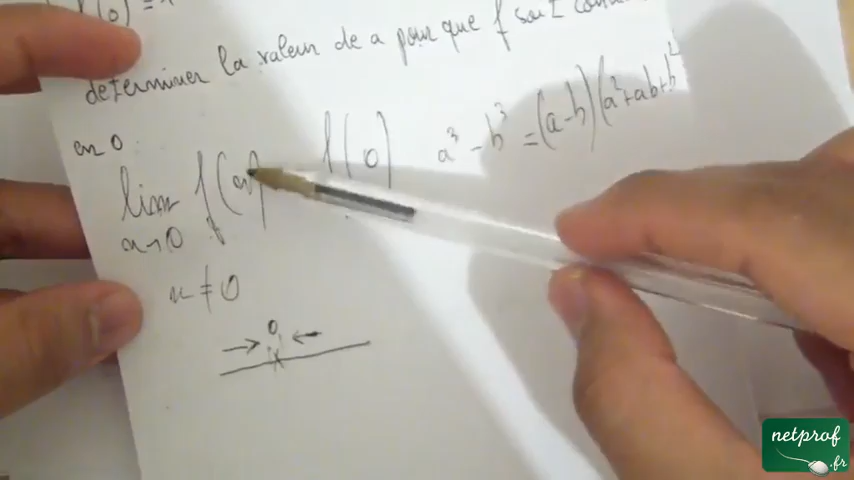 f(0) =
déterminer la valeur de a pour que f soit
en 0
lim f(x) f(0) a³ - b³ = (a-b)(a²+ab+b²
x→0
x ≠ 0
0
netprof
.fr